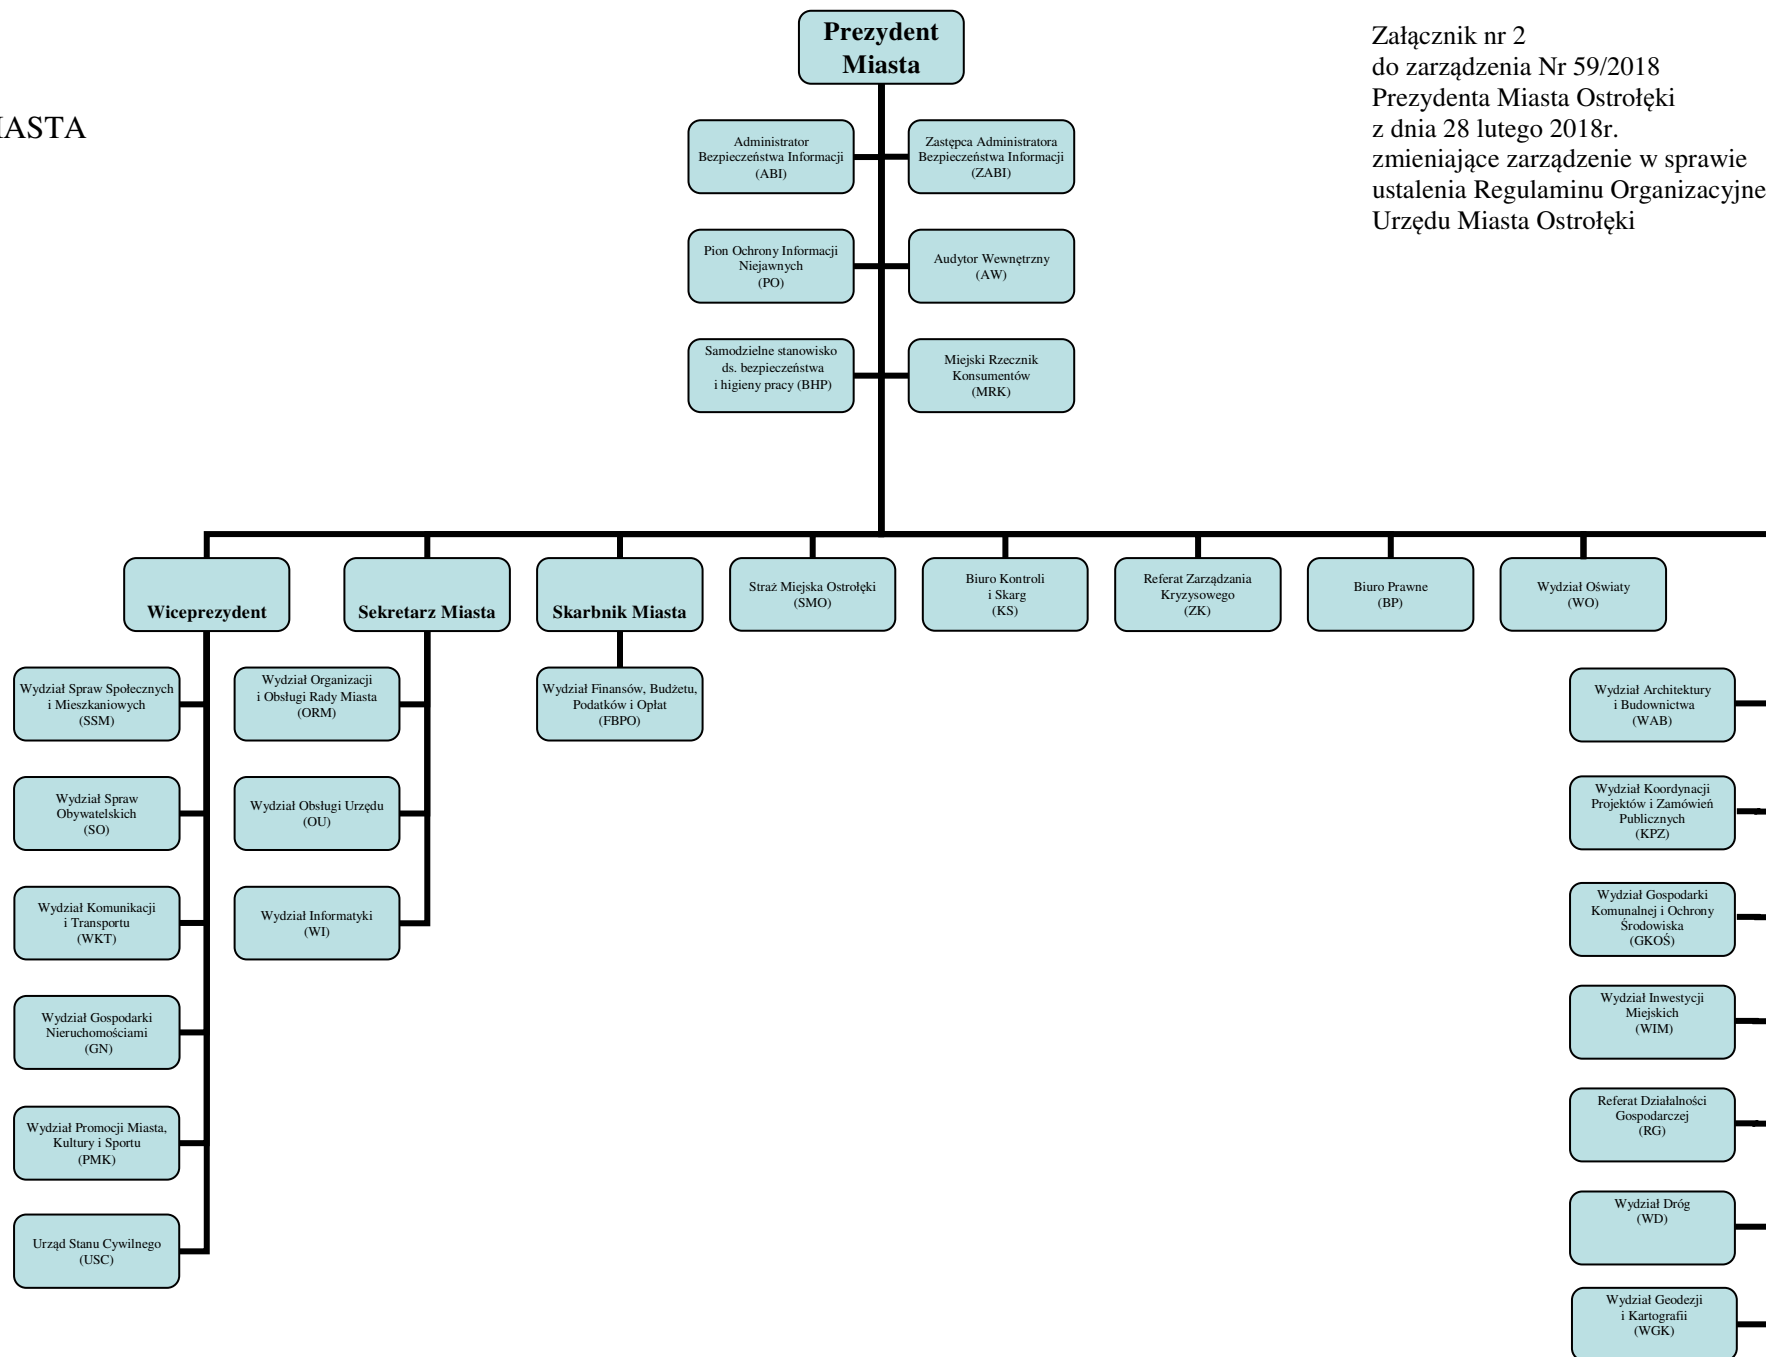 Prezydent
Miasta
Załącznik nr 2
do zarządzenia Nr 59/2018
Prezydenta Miasta Ostrołęki
z dnia 28 lutego 2018r.
zmieniające zarządzenie w sprawie
ustalenia Regulaminu Organizacyjne
Urzędu Miasta Ostrołęki
IASTA
Administrator
Bezpieczeństwa Informacji
(ABI)
Zastępca Administratora
Bezpieczeństwa Informacji
(ZABI)
Pion Ochrony Informacji
Niejawnych
(PO)
Audytor Wewnętrzny
(AW)
Samodzielne stanowisko
ds. bezpieczeństwa
i higieny pracy (BHP)
Miejski Rzecznik
Konsumentów
(MRK)
Wiceprezydent
Sekretarz Miasta
Skarbnik Miasta
Straż Miejska Ostrołęki
(SMO)
Biuro Kontroli
i Skarg
(KS)
Referat Zarządzania
Kryzysowego
(ZK)
Biuro Prawne
(BP)
Wydział Oświaty
(WO)
Wydział Spraw Społecznych
i Mieszkaniowych
(SSM)
Wydział Spraw
Obywatelskich
(SO)
Wydział Komunikacji
i Transportu
(WKT)
Wydział Gospodarki
Nieruchomościami
(GN)
Wydział Promocji Miasta,
Kultury i Sportu
(PMK)
Urząd Stanu Cywilnego
(USC)
Wydział Organizacji
i Obsługi Rady Miasta
(ORM)
Wydział Obsługi Urzędu
(OU)
Wydział Informatyki
(WI)
Wydział Finansów, Budżetu,
Podatków i Opłat
(FBPO)
Wydział Architektury
i Budownictwa
(WAB)
Wydział Koordynacji
Projektów i Zamówień
Publicznych
(KPZ)
Wydział Gospodarki
Komunalnej i Ochrony
Środowiska
(GKOŚ)
Wydział Inwestycji
Miejskich
(WIM)
Referat Działalności
Gospodarczej
(RG)
Wydział Dróg
(WD)
Wydział Geodezji
i Kartografii
(WGK)